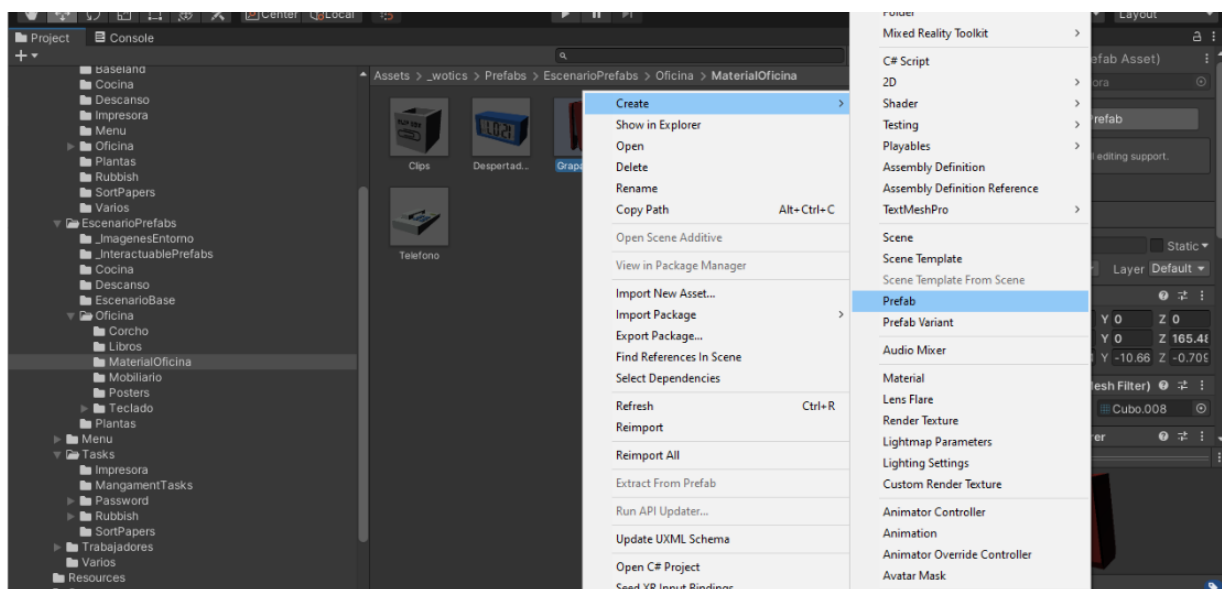 Center Local
Layout
Project Console
Baseland
Cocina
Descanso
Impresora
Menu
Oficina
Plantas
Rubbish
SortPapers
Varios
EscenarioPrefabs
_ImagenesEntorno
_InteractuablePrefabs
Cocina
Descanso
EscenarioBase
Oficina
Corcho
Libros
MaterialOficina
Mobiliario
Posters
Teclado
Plantas
Menu
Tasks
Impresora
MangamentTasks
Password
Rubbish
SortPapers
Trabajadores
Varios
Resources
Assets > _wotics > Prefabs > EscenarioPrefabs > Oficina > MaterialOficina
Clips
Despertad...
Grapa
Telefono
Create
Show in Explorer
Open
Delete
Rename
Copy Path Alt+Ctrl+C
Open Scene Additive
View in Package Manager
Import New Asset...
Import Package
Export Package...
Find References In Scene
Select Dependencies
Refresh Ctrl+R
Reimport
Reimport All
Extract From Prefab
Run API Updater...
Update UXML Schema
Open C# Project
Seed XR Input Bindings
Folder
Mixed Reality Toolkit
C# Script
2D
Shader
Testing
Playables
Assembly Definition
Assembly Definition Reference
TextMeshPro
Scene
Scene Template
Scene Template From Scene
Prefab
Prefab Variant
Audio Mixer
Material
Lens Flare
Render Texture
Lightmap Parameters
Lighting Settings
Custom Render Texture
Animator Controller
Animation
Animator Override Controller
Avatar Mask
efab Asset)
ora
refab
l editing support.
Static
Layer Default
Y 0 Z 0
Y 0 Z 165.48
Y -10.66 Z -0.709
Mesh Filter)
Cubo.008
er